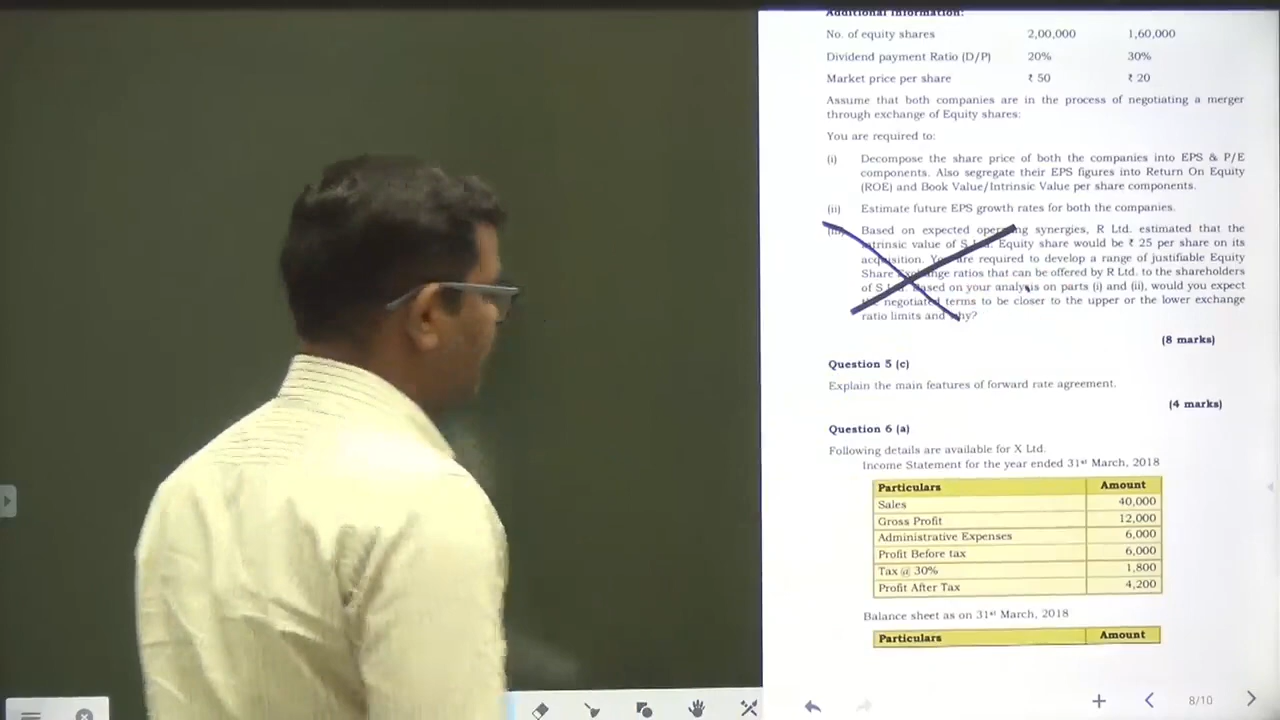 Additional Information:
No. of equity shares 2,00,000 1,60,000
Dividend payment Ratio (D/P) 20% 30%
Market price per share ₹ 50 ₹ 20
Assume that both companies are in the process of negotiating a merger
through exchange of Equity shares:
You are required to:
(i) Decompose the share price of both the companies into EPS & P/E
components. Also segregate their EPS figures into Return On Equity
(ROE) and Book Value/Intrinsic Value per share components.
(ii) Estimate future EPS growth rates for both the companies.
(iii) Based on expected operating synergies, R Ltd. estimated that the
intrinsic value of S Ltd. Equity share would be ₹ 25 per share on its
acquisition. You are required to develop a range of justifiable Equity
Share Exchange ratios that can be offered by R Ltd. to the shareholders
of S Ltd. Based on your analysis on parts (i) and (ii), would you expect
the negotiated terms to be closer to the upper or the lower exchange
ratio limits and why?
(8 marks)
Question 5 (c)
Explain the main features of forward rate agreement.
(4 marks)
Question 6 (a)
Following details are available for X Ltd.
Income Statement for the year ended 31st March, 2018
Particulars Amount
Sales 40,000
Gross Profit 12,000
Administrative Expenses 6,000
Profit Before tax 6,000
Tax @ 30% 1,800
Profit After Tax 4,200
Balance sheet as on 31st March, 2018
Particulars Amount
8/10